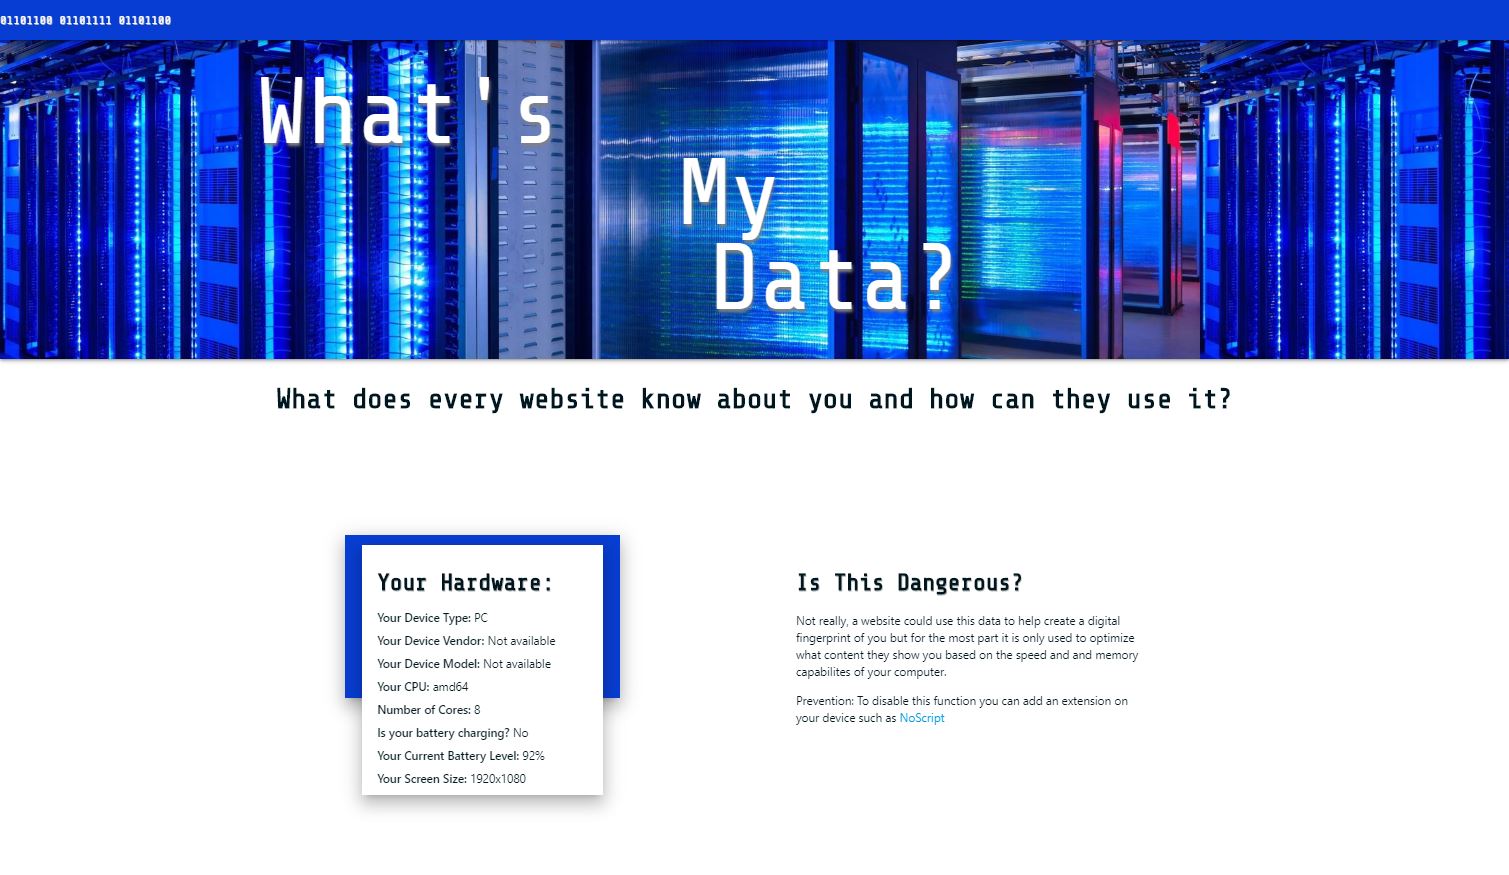 01101100 01101111 01101100
What's
My
Data?
What does every website know about you and how can they use it?
Your Hardware:
Your Device Type: PC
Your Device Vendor: Not available
Your Device Model: Not available
Your CPU: amd64
Number of Cores: 8
Is your battery charging? No
Your Current Battery Level: 92%
Your Screen Size: 1920x1080
Is This Dangerous?
Not really, a website could use this data to help create a digital
fingerprint of you but for the most part it is only used to optimize
what content they show you based on the speed and and memory
capabilites of your computer.
Prevention: To disable this function you can add an extension on
your device such as NoScript